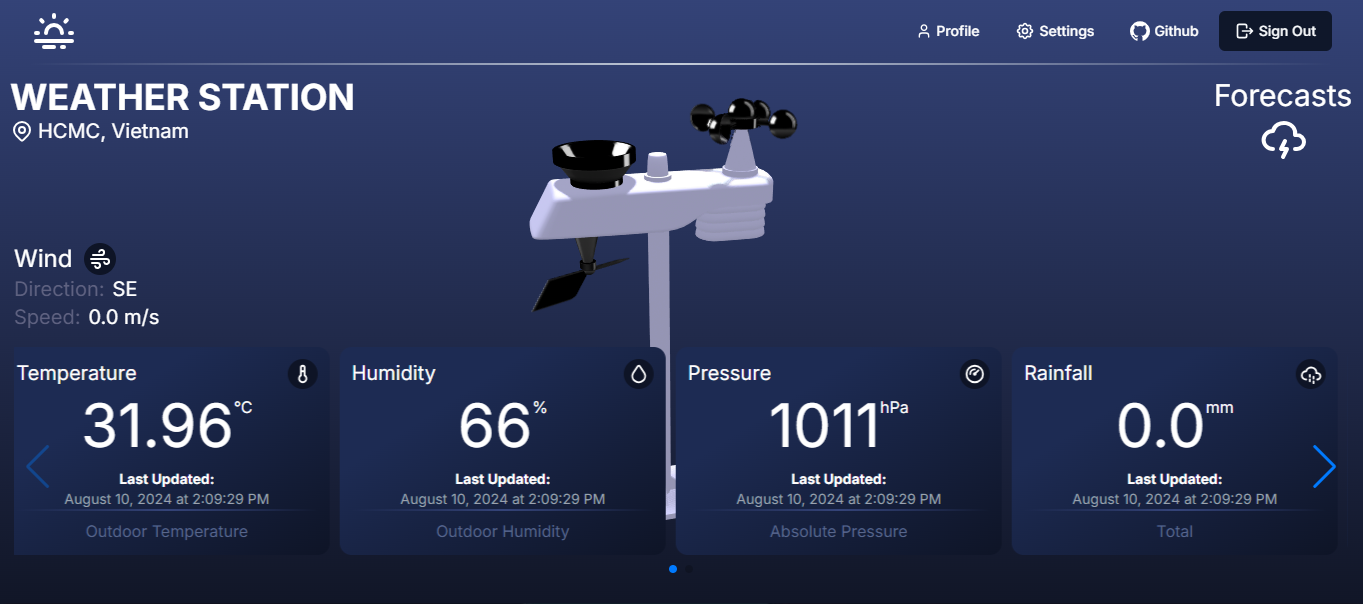 Profile
Settings
Github
Sign Out
WEATHER STATION
HCMC, Vietnam
Forecasts
Wind
Direction: SE
Speed: 0.0 m/s
Temperature
31.96 °C
Last Updated:
August 10, 2024 at 2:09:29 PM
Outdoor Temperature
Humidity
66 %
Last Updated:
August 10, 2024 at 2:09:29 PM
Outdoor Humidity
Pressure
1011 hPa
Last Updated:
August 10, 2024 at 2:09:29 PM
Absolute Pressure
Rainfall
0.0 mm
Last Updated:
August 10, 2024 at 2:09:29 PM
Total